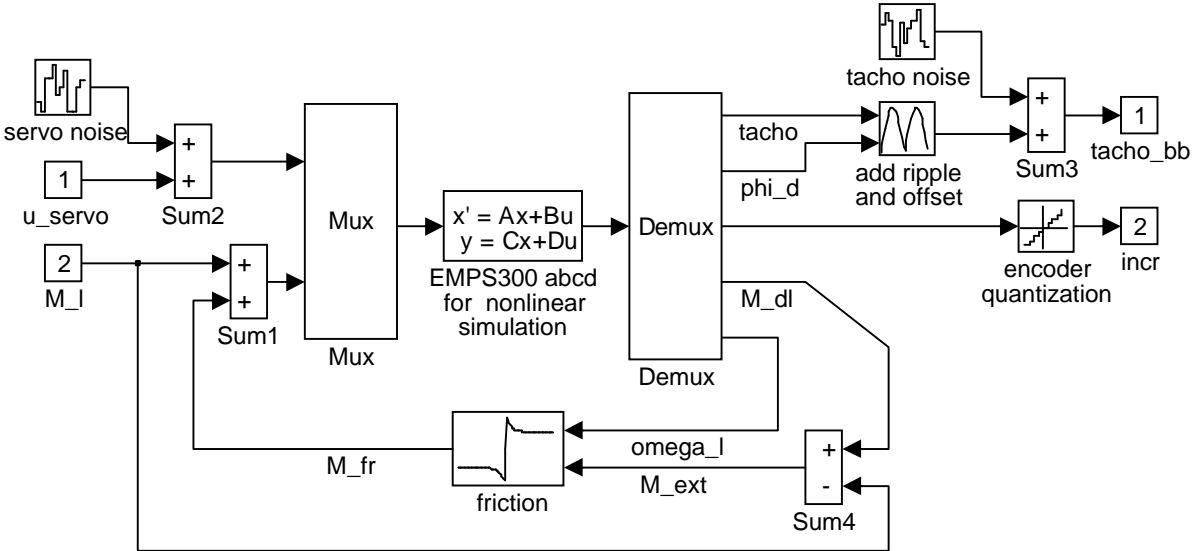 servo noise
+
+
Sum2
1
u_servo
2
M_l
+
+
Sum1
Mux
Mux
x' = Ax+Bu
y = Cx+Du
EMPS300 abcd
for nonlinear
simulation
Demux
Demux
tacho
phi_d
M_dl
omega_l
M_ext
M_fr
friction
+
-
Sum4
tacho noise
add ripple
and offset
+
+
Sum3
1
tacho_bb
encoder
quantization
2
incr